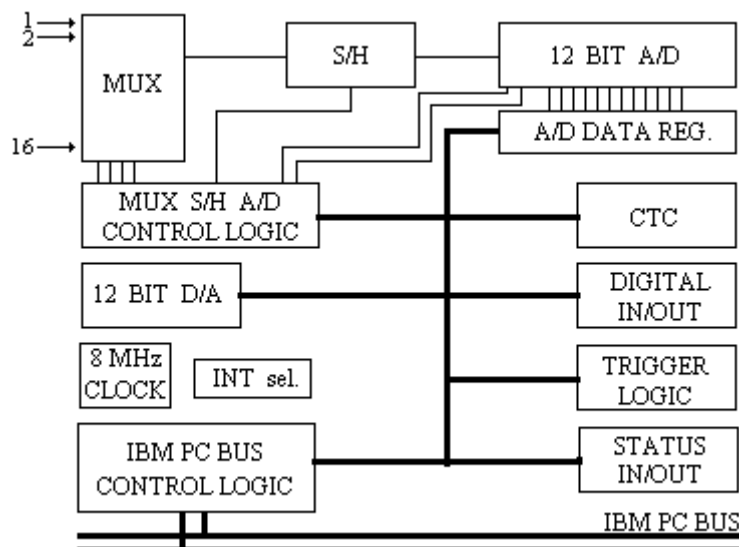 1
2
16
MUX
S/H
12 BIT A/D
A/D DATA REG.
MUX S/H A/D
CONTROL LOGIC
CTC
12 BIT D/A
DIGITAL
IN/OUT
8 MHz
CLOCK
INT sel.
TRIGGER
LOGIC
IBM PC BUS
CONTROL LOGIC
STATUS
IN/OUT
IBM PC BUS